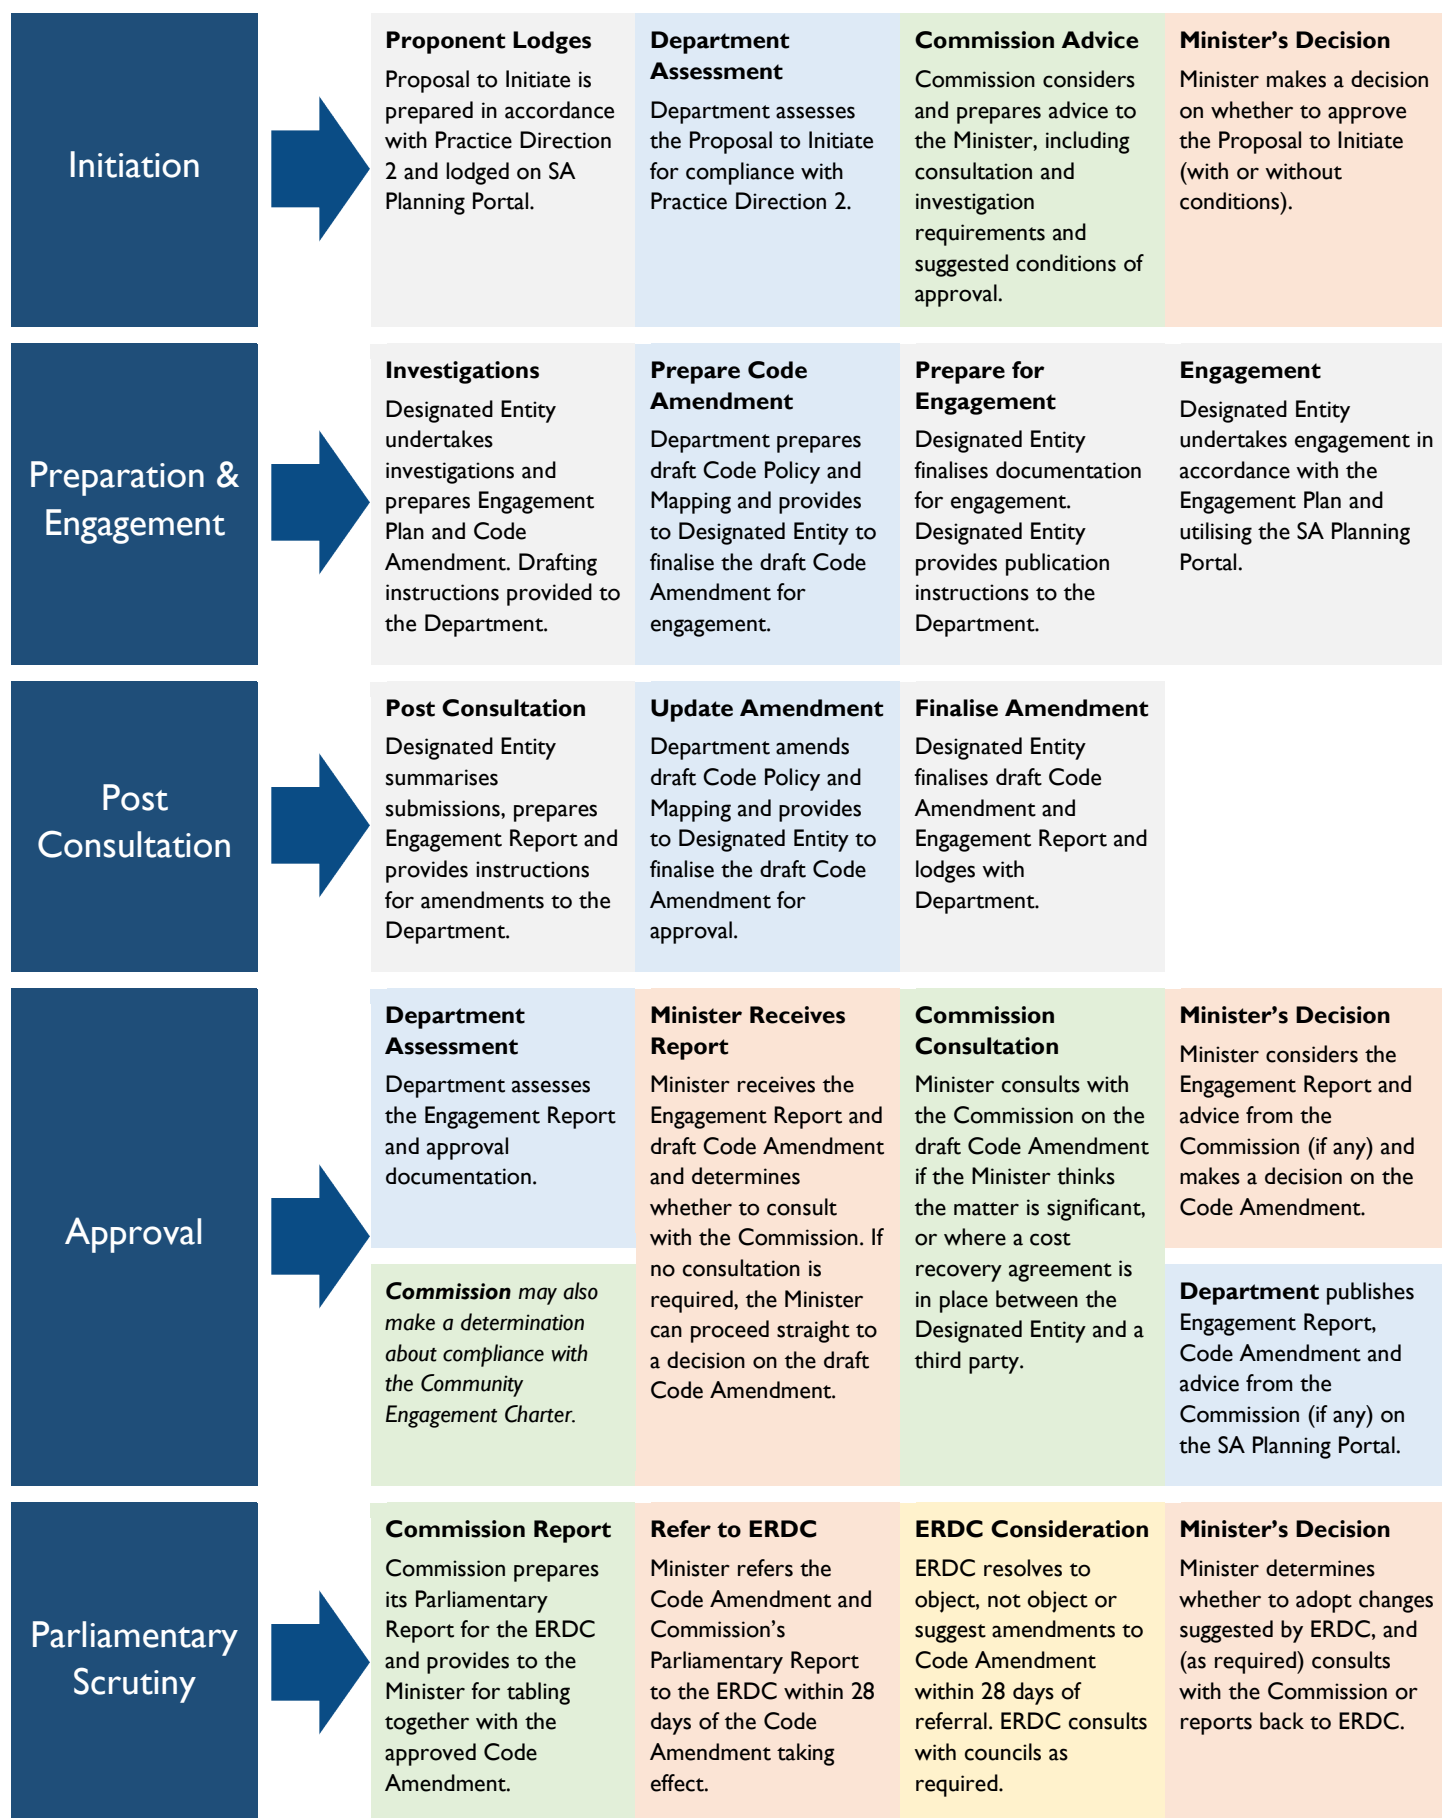 Initiation
Proponent Lodges
Proposal to Initiate is
prepared in accordance
with Practice Direction
2 and lodged on SA
Planning Portal.
Department
Assessment
Department assesses
the Proposal to Initiate
for compliance with
Practice Direction 2.
Commission Advice
Commission considers
and prepares advice to
the Minister, including
consultation and
investigation
requirements and
suggested conditions of
approval.
Minister’s Decision
Minister makes a decision
on whether to approve
the Proposal to Initiate
(with or without
conditions).
Preparation &
Engagement
Investigations
Designated Entity
undertakes
investigations and
prepares Engagement
Plan and Code
Amendment. Drafting
instructions provided to
the Department.
Prepare Code
Amendment
Department prepares
draft Code Policy and
Mapping and provides
to Designated Entity to
finalise the draft Code
Amendment for
engagement.
Prepare for
Engagement
Designated Entity
finalises documentation
for engagement.
Designated Entity
provides publication
instructions to the
Department.
Engagement
Designated Entity
undertakes engagement in
accordance with the
Engagement Plan and
utilising the SA Planning
Portal.
Post
Consultation
Post Consultation
Designated Entity
summarises
submissions, prepares
Engagement Report and
provides instructions
for amendments to the
Department.
Update Amendment
Department amends
draft Code Policy and
Mapping and provides
to Designated Entity to
finalise the draft Code
Amendment for
approval.
Finalise Amendment
Designated Entity
finalises draft Code
Amendment and
Engagement Report and
lodges with
Department.
Approval
Department
Assessment
Department assesses
the Engagement Report
and approval
documentation.
Commission may also
make a determination
about compliance with
the Community
Engagement Charter.
Minister Receives
Report
Minister receives the
Engagement Report and
draft Code Amendment
and determines
whether to consult
with the Commission. If
no consultation is
required, the Minister
can proceed straight to
a decision on the draft
Code Amendment.
Commission
Consultation
Minister consults with
the Commission on the
draft Code Amendment
if the Minister thinks
the matter is significant,
or where a cost
recovery agreement is
in place between the
Designated Entity and a
third party.
Minister’s Decision
Minister considers the
Engagement Report and
advice from the
Commission (if any) and
makes a decision on the
Code Amendment.
Department publishes
Engagement Report,
Code Amendment and
advice from the
Commission (if any) on
the SA Planning Portal.
Parliamentary
Scrutiny
Commission Report
Commission prepares
its Parliamentary
Report for the ERDC
and provides to the
Minister for tabling
together with the
approved Code
Amendment.
Refer to ERDC
Minister refers the
Code Amendment and
Commission’s
Parliamentary Report
to the ERDC within 28
days of the Code
Amendment taking
effect.
ERDC Consideration
ERDC resolves to
object, not object or
suggest amendments to
Code Amendment
within 28 days of
referral. ERDC consults
with councils as
required.
Minister’s Decision
Minister determines
whether to adopt changes
suggested by ERDC, and
(as required) consults
with the Commission or
reports back to ERDC.